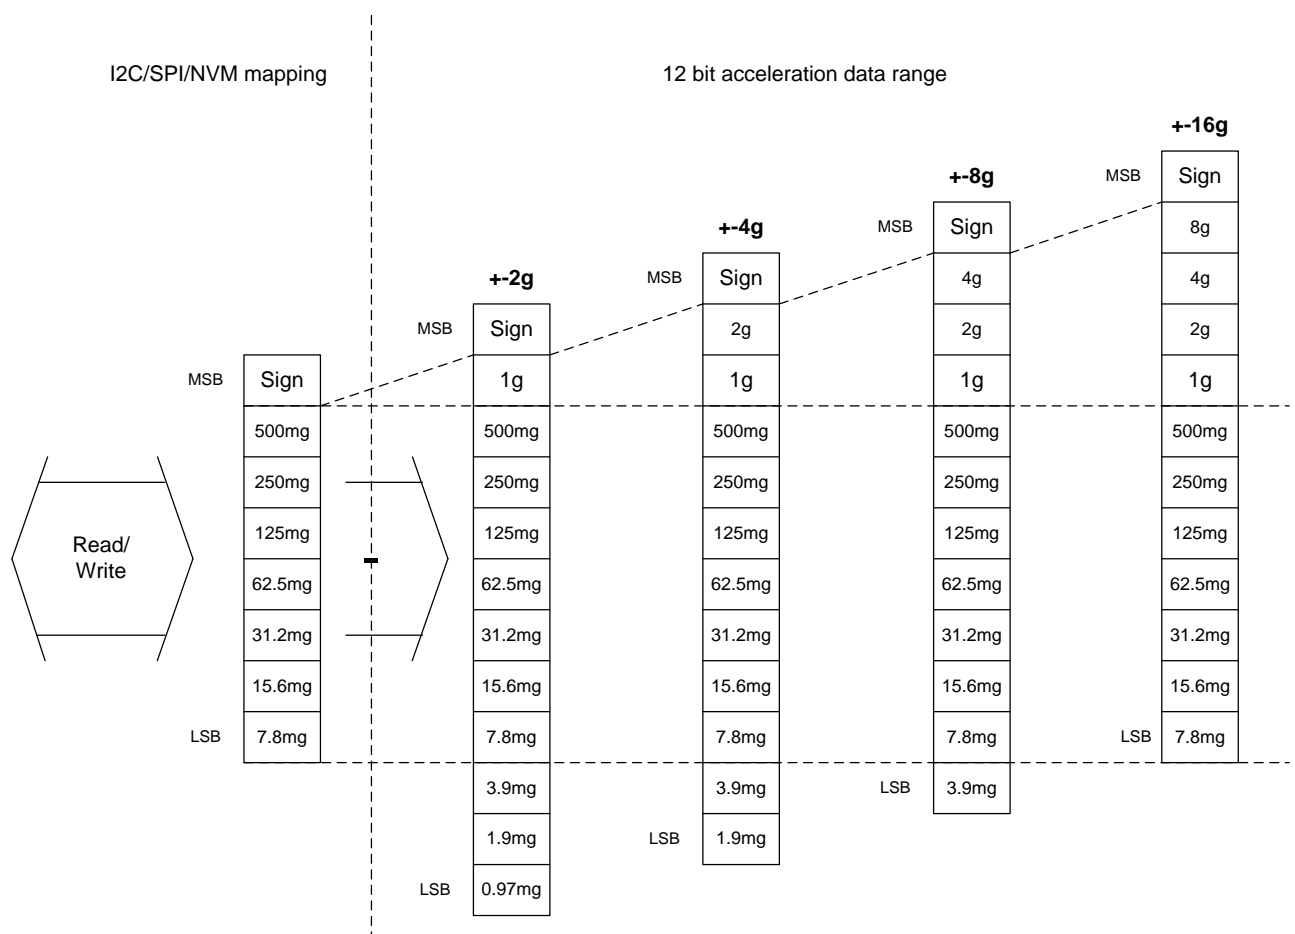 I2C/SPI/NVM mapping
12 bit acceleration data range
Read/
Write
MSB
Sign
500mg
250mg
125mg
62.5mg
31.2mg
15.6mg
LSB
7.8mg
+-2g
MSB
Sign
1g
500mg
250mg
125mg
62.5mg
31.2mg
15.6mg
7.8mg
3.9mg
1.9mg
LSB
0.97mg
+-4g
MSB
Sign
2g
1g
500mg
250mg
125mg
62.5mg
31.2mg
15.6mg
7.8mg
3.9mg
LSB
1.9mg
+-8g
MSB
Sign
4g
2g
1g
500mg
250mg
125mg
62.5mg
31.2mg
15.6mg
7.8mg
LSB
3.9mg
+-16g
MSB
Sign
8g
4g
2g
1g
500mg
250mg
125mg
62.5mg
31.2mg
15.6mg
LSB
7.8mg